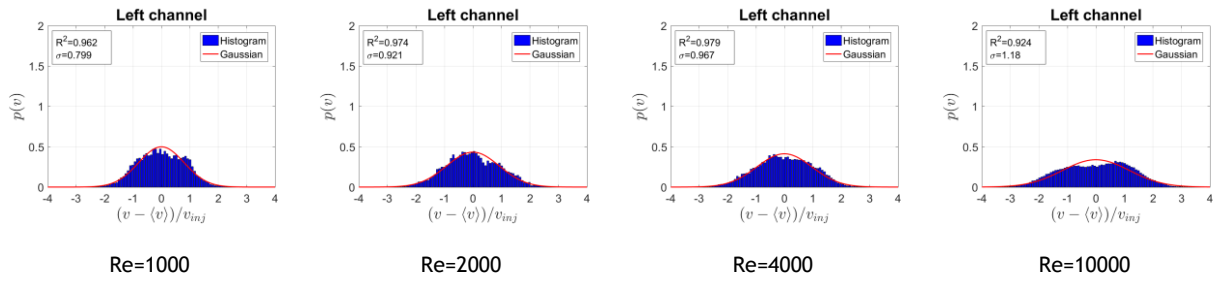 Left channel
R²=0.962
σ=0.799
Histogram
Gaussian
2
1.5
1
0.5
0
p(v)
-4 -3 -2 -1 0 1 2 3 4
(v − ⟨v⟩)/v_inj
Re=1000
Left channel
R²=0.974
σ=0.921
Histogram
Gaussian
2
1.5
1
0.5
0
p(v)
-4 -3 -2 -1 0 1 2 3 4
(v − ⟨v⟩)/v_inj
Re=2000
Left channel
R²=0.979
σ=0.967
Histogram
Gaussian
2
1.5
1
0.5
0
p(v)
-4 -3 -2 -1 0 1 2 3 4
(v − ⟨v⟩)/v_inj
Re=4000
Left channel
R²=0.924
σ=1.18
Histogram
Gaussian
2
1.5
1
0.5
0
p(v)
-4 -3 -2 -1 0 1 2 3 4
(v − ⟨v⟩)/v_inj
Re=10000